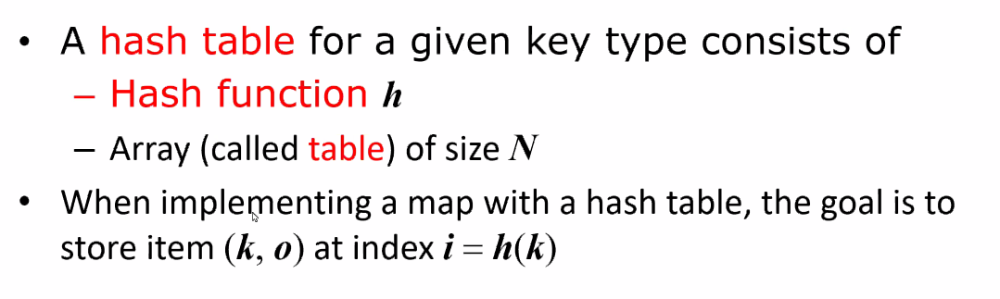 • A hash table for a given key type consists of
– Hash function h
– Array (called table) of size N
• When implementing a map with a hash table, the goal is to
store item (k, o) at index i = h(k)